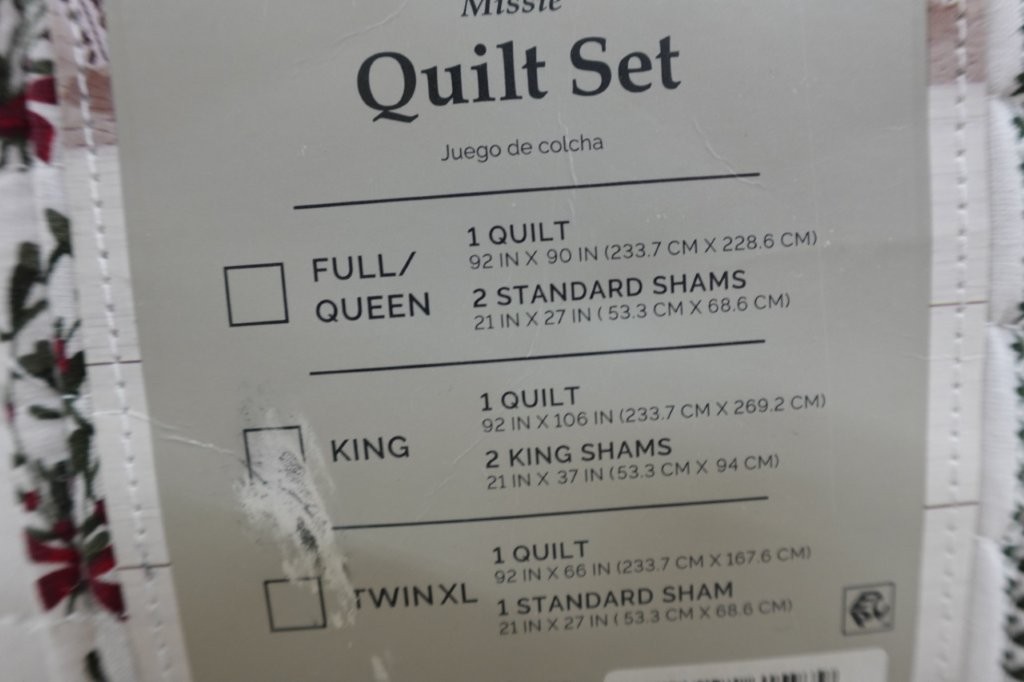 Missie
Quilt Set
Juego de colcha
FULL/
QUEEN
1 QUILT
92 IN X 90 IN (233.7 CM X 228.6 CM)
2 STANDARD SHAMS
21 IN X 27 IN ( 53.3 CM X 68.6 CM)
KING
1 QUILT
92 IN X 106 IN (233.7 CM X 269.2 CM)
2 KING SHAMS
21 IN X 37 IN (53.3 CM X 94 CM)
TWIN XL
1 QUILT
92 IN X 66 IN (233.7 CM X 167.6 CM)
1 STANDARD SHAM
21 IN X 27 IN ( 53.3 CM X 68.6 CM)